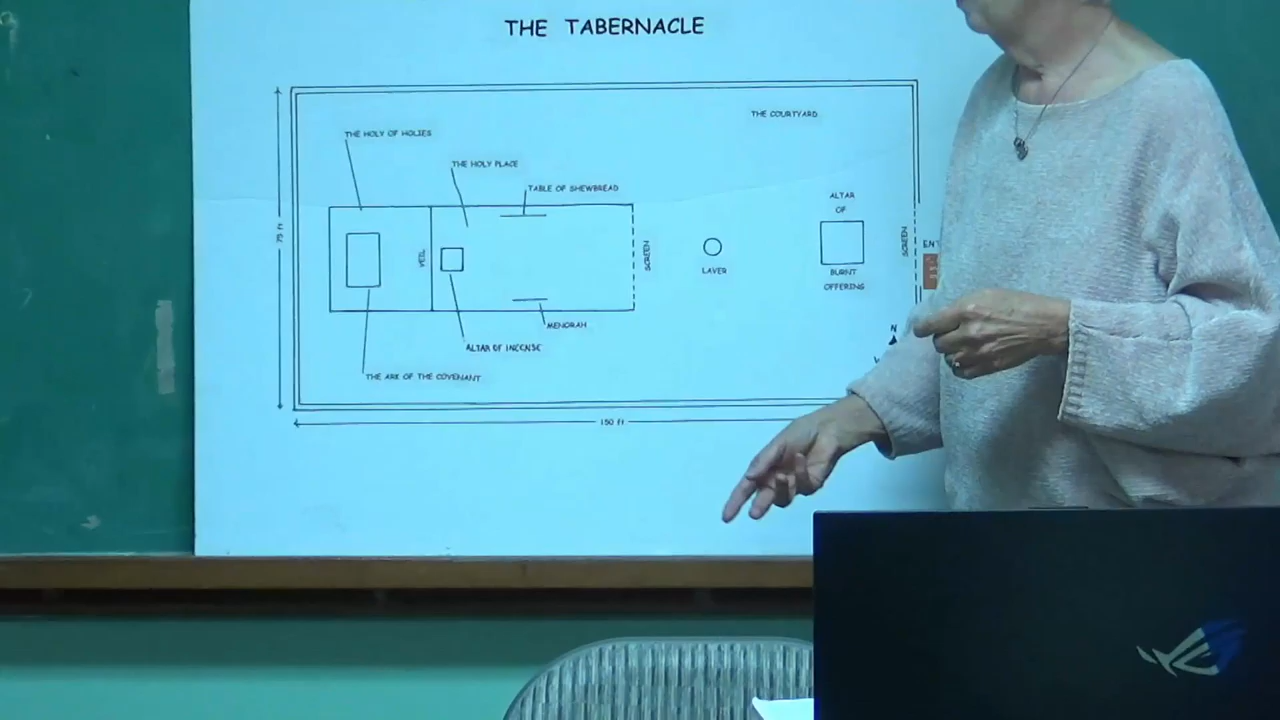 THE TABERNACLE
THE COURTYARD
THE HOLY OF HOLIES
THE HOLY PLACE
TABLE OF SHEWBREAD
ALTAR
OF
75 ft
VEIL
SCREEN
LAVER
BURNT
OFFERING
SCREEN
ENT
MENORAH
N
ALTAR OF INCENSE
THE ARK OF THE COVENANT
150 ft